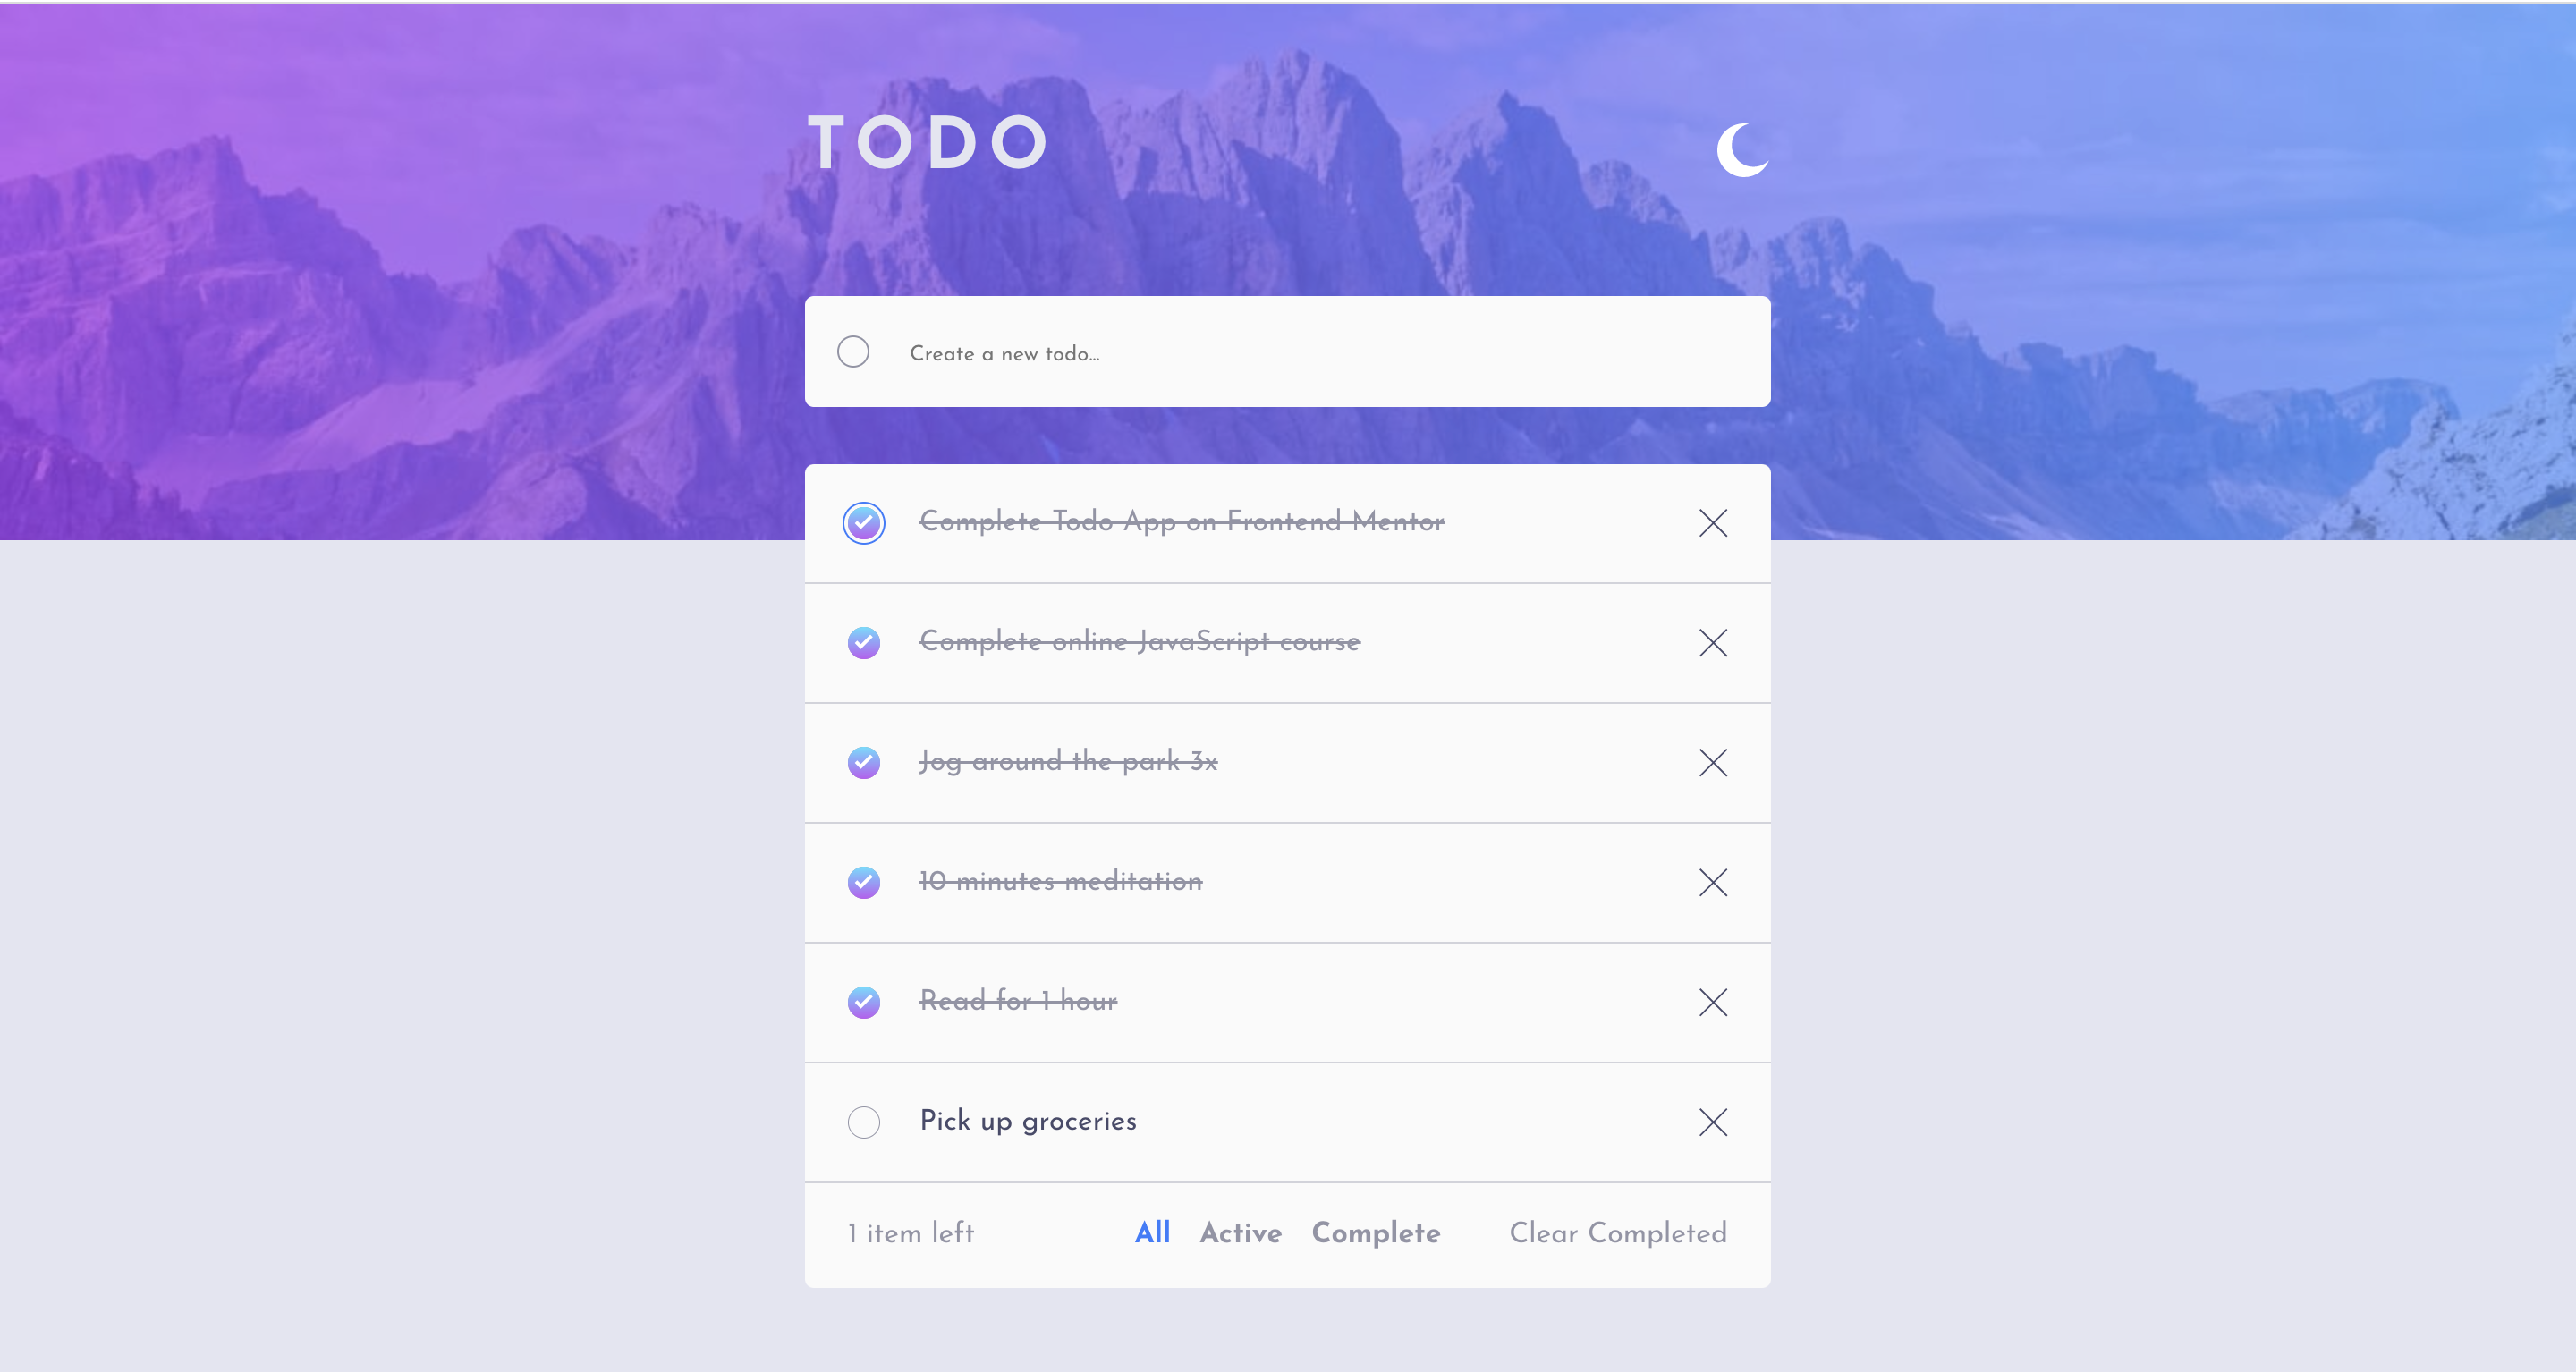 TODO
Create a new todo...
Complete Todo App on Frontend Mentor
Complete online JavaScript course
Jog around the park 3x
10 minutes meditation
Read for 1 hour
Pick up groceries
1 item left All Active Complete Clear Completed